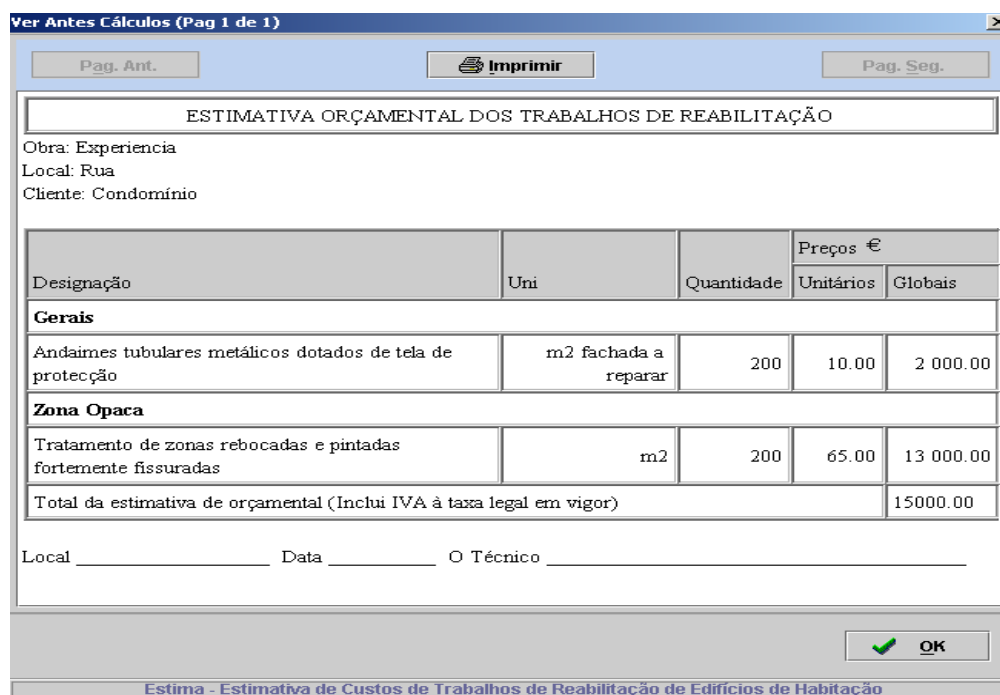 Ver Antes Cálculos (Pag 1 de 1)
Pag. Ant.
Imprimir
Pag. Seg.
ESTIMATIVA ORÇAMENTAL DOS TRABALHOS DE REABILITAÇÃO
Obra: Experiencia
Local: Rua
Cliente: Condomínio
Preços €
Designação Uni Quantidade Unitários Globais
Gerais
Andaimes tubulares metálicos dotados de tela de
protecção
m2 fachada a
reparar
200 10.00 2 000.00
Zona Opaca
Tratamento de zonas rebocadas e pintadas
fortemente fissuradas
m2 200 65.00 13 000.00
Total da estimativa de orçamental (Inclui IVA à taxa legal em vigor) 15000.00
Local __________________ Data __________ O Técnico _______________________________________
OK
Estima - Estimativa de Custos de Trabalhos de Reabilitação de Edifícios de Habitação